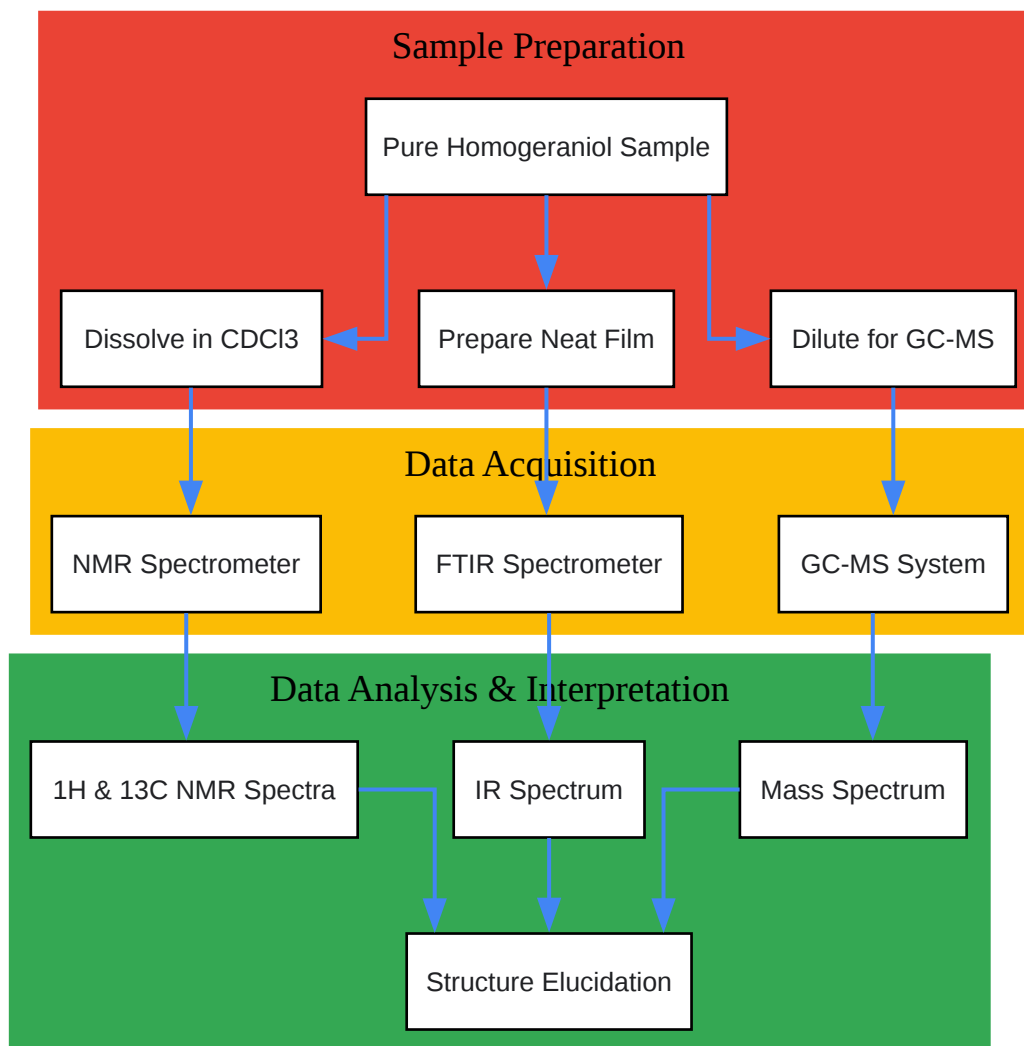 Sample Preparation
Pure Homogeraniol Sample
Dissolve in CDCl3
Prepare Neat Film
Dilute for GC-MS
Data Acquisition
NMR Spectrometer
FTIR Spectrometer
GC-MS System
Data Analysis & Interpretation
1H & 13C NMR Spectra
IR Spectrum
Mass Spectrum
Structure Elucidation